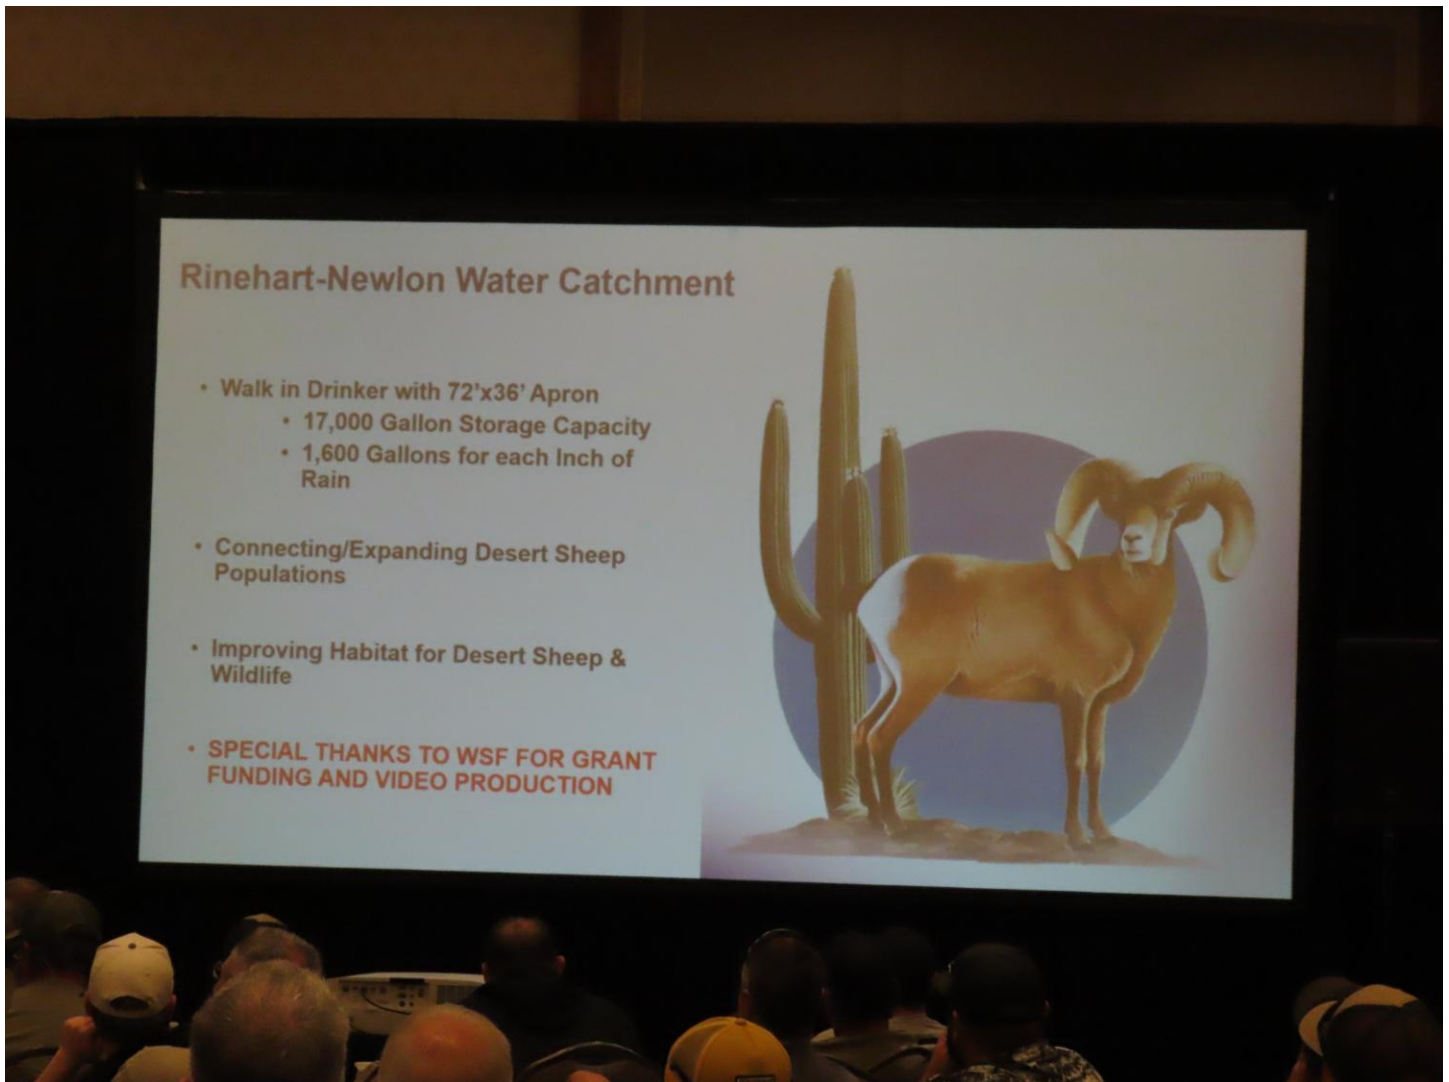 Rinehart-Newlon Water Catchment
• Walk in Drinker with 72'x36' Apron
• 17,000 Gallon Storage Capacity
• 1,600 Gallons for each Inch of
Rain
• Connecting/Expanding Desert Sheep
Populations
• Improving Habitat for Desert Sheep &
Wildlife
• SPECIAL THANKS TO WSF FOR GRANT
FUNDING AND VIDEO PRODUCTION